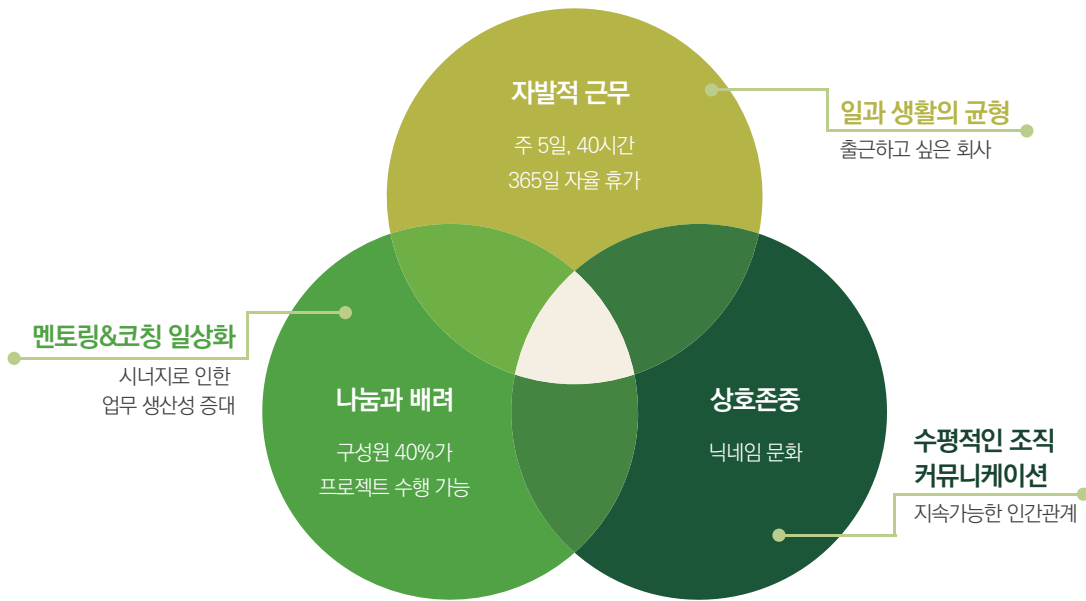 자발적 근무
주 5일, 40시간
365일 자율 휴가
일과 생활의 균형
출근하고 싶은 회사
멘토링&코칭 일상화
시너지로 인한
업무 생산성 증대
나눔과 배려
구성원 40%가
프로젝트 수행 가능
상호존중
닉네임 문화
수평적인 조직
커뮤니케이션
지속가능한 인간관계